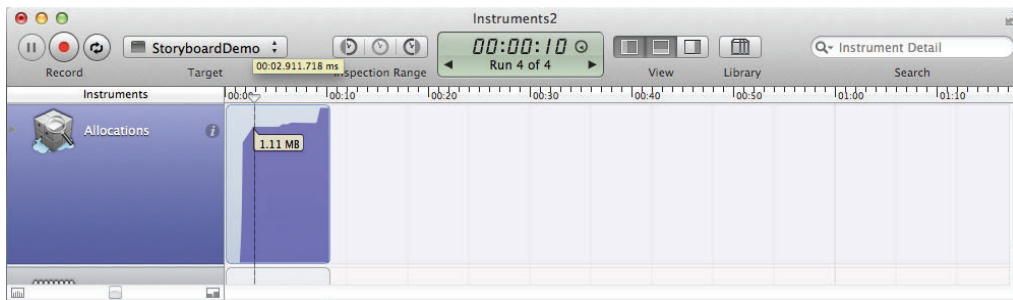 Instruments2
StoryboardDemo
00:00:10
Run 4 of 4
Instrument Detail
00:02.911.718 ms
Record
Target
Inspection Range
View
Library
Search
Instruments
00:00
00:10
00:20
00:30
00:40
00:50
01:00
01:10
Allocations
1.11 MB